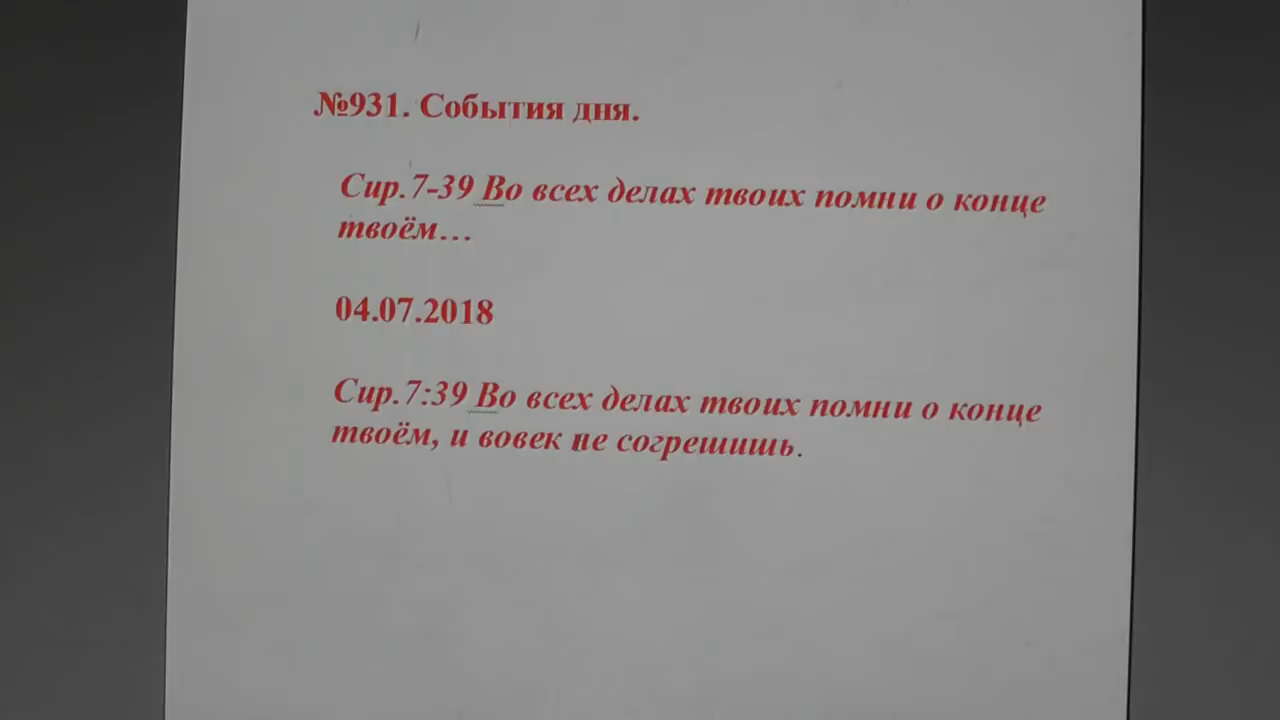 №931. События дня.
Сир.7-39 Во всех делах твоих помни о конце
твоём…
04.07.2018
Сир.7:39 Во всех делах твоих помни о конце
твоём, и вовек не согрешишь.